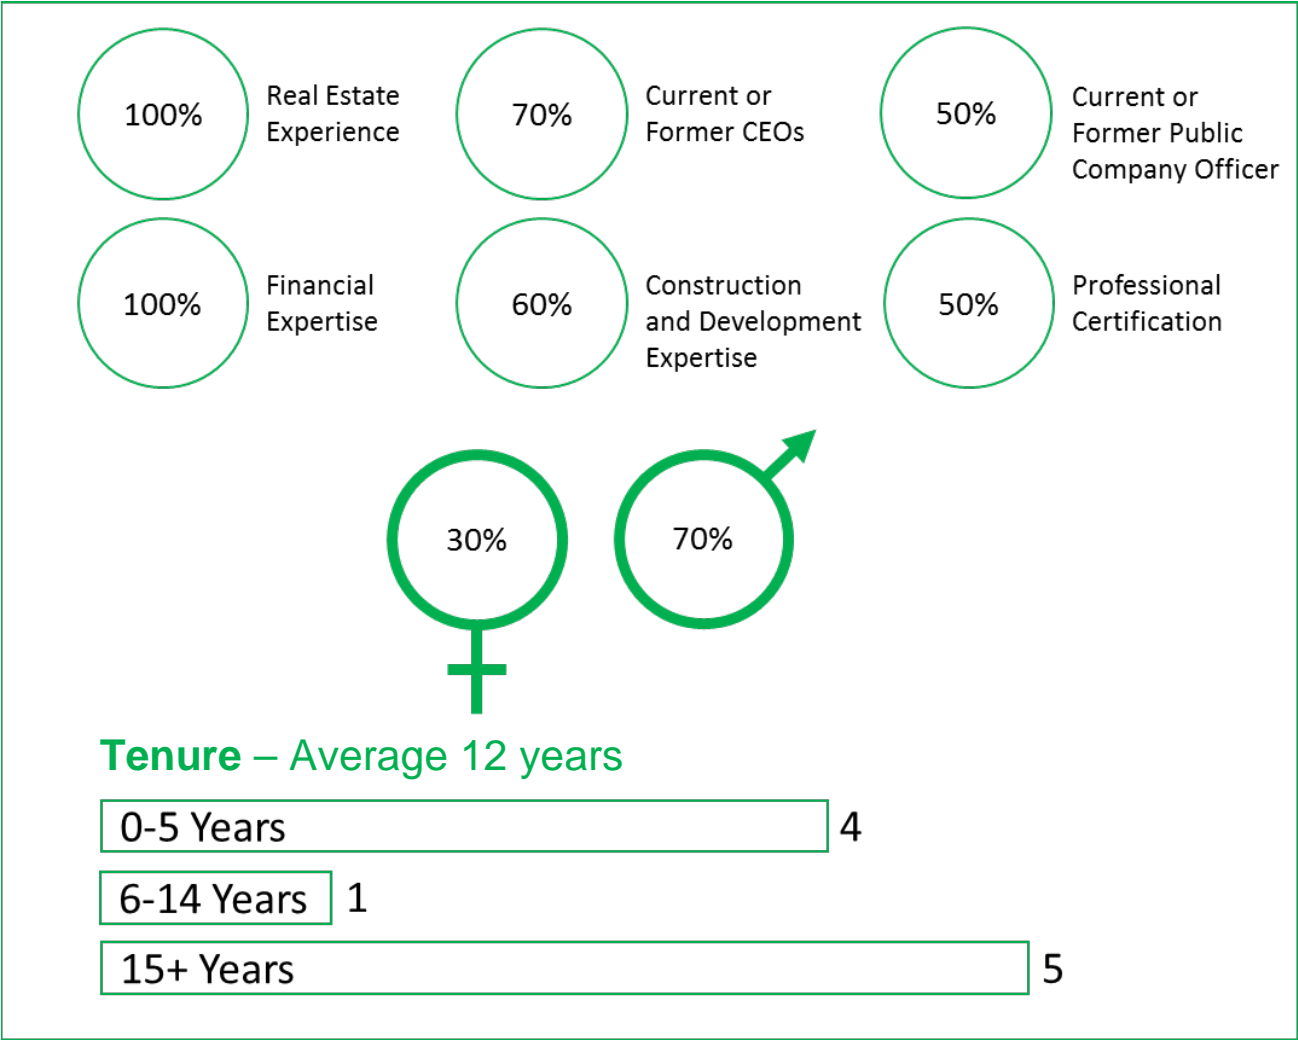 100%
Real Estate
Experience
70%
Current or
Former CEOs
50%
Current or
Former Public
Company Officer
100%
Financial
Expertise
60%
Construction
and Development
Expertise
50%
Professional
Certification
30%
70%
Tenure – Average 12 years
0-5 Years 4
6-14 Years 1
15+ Years 5